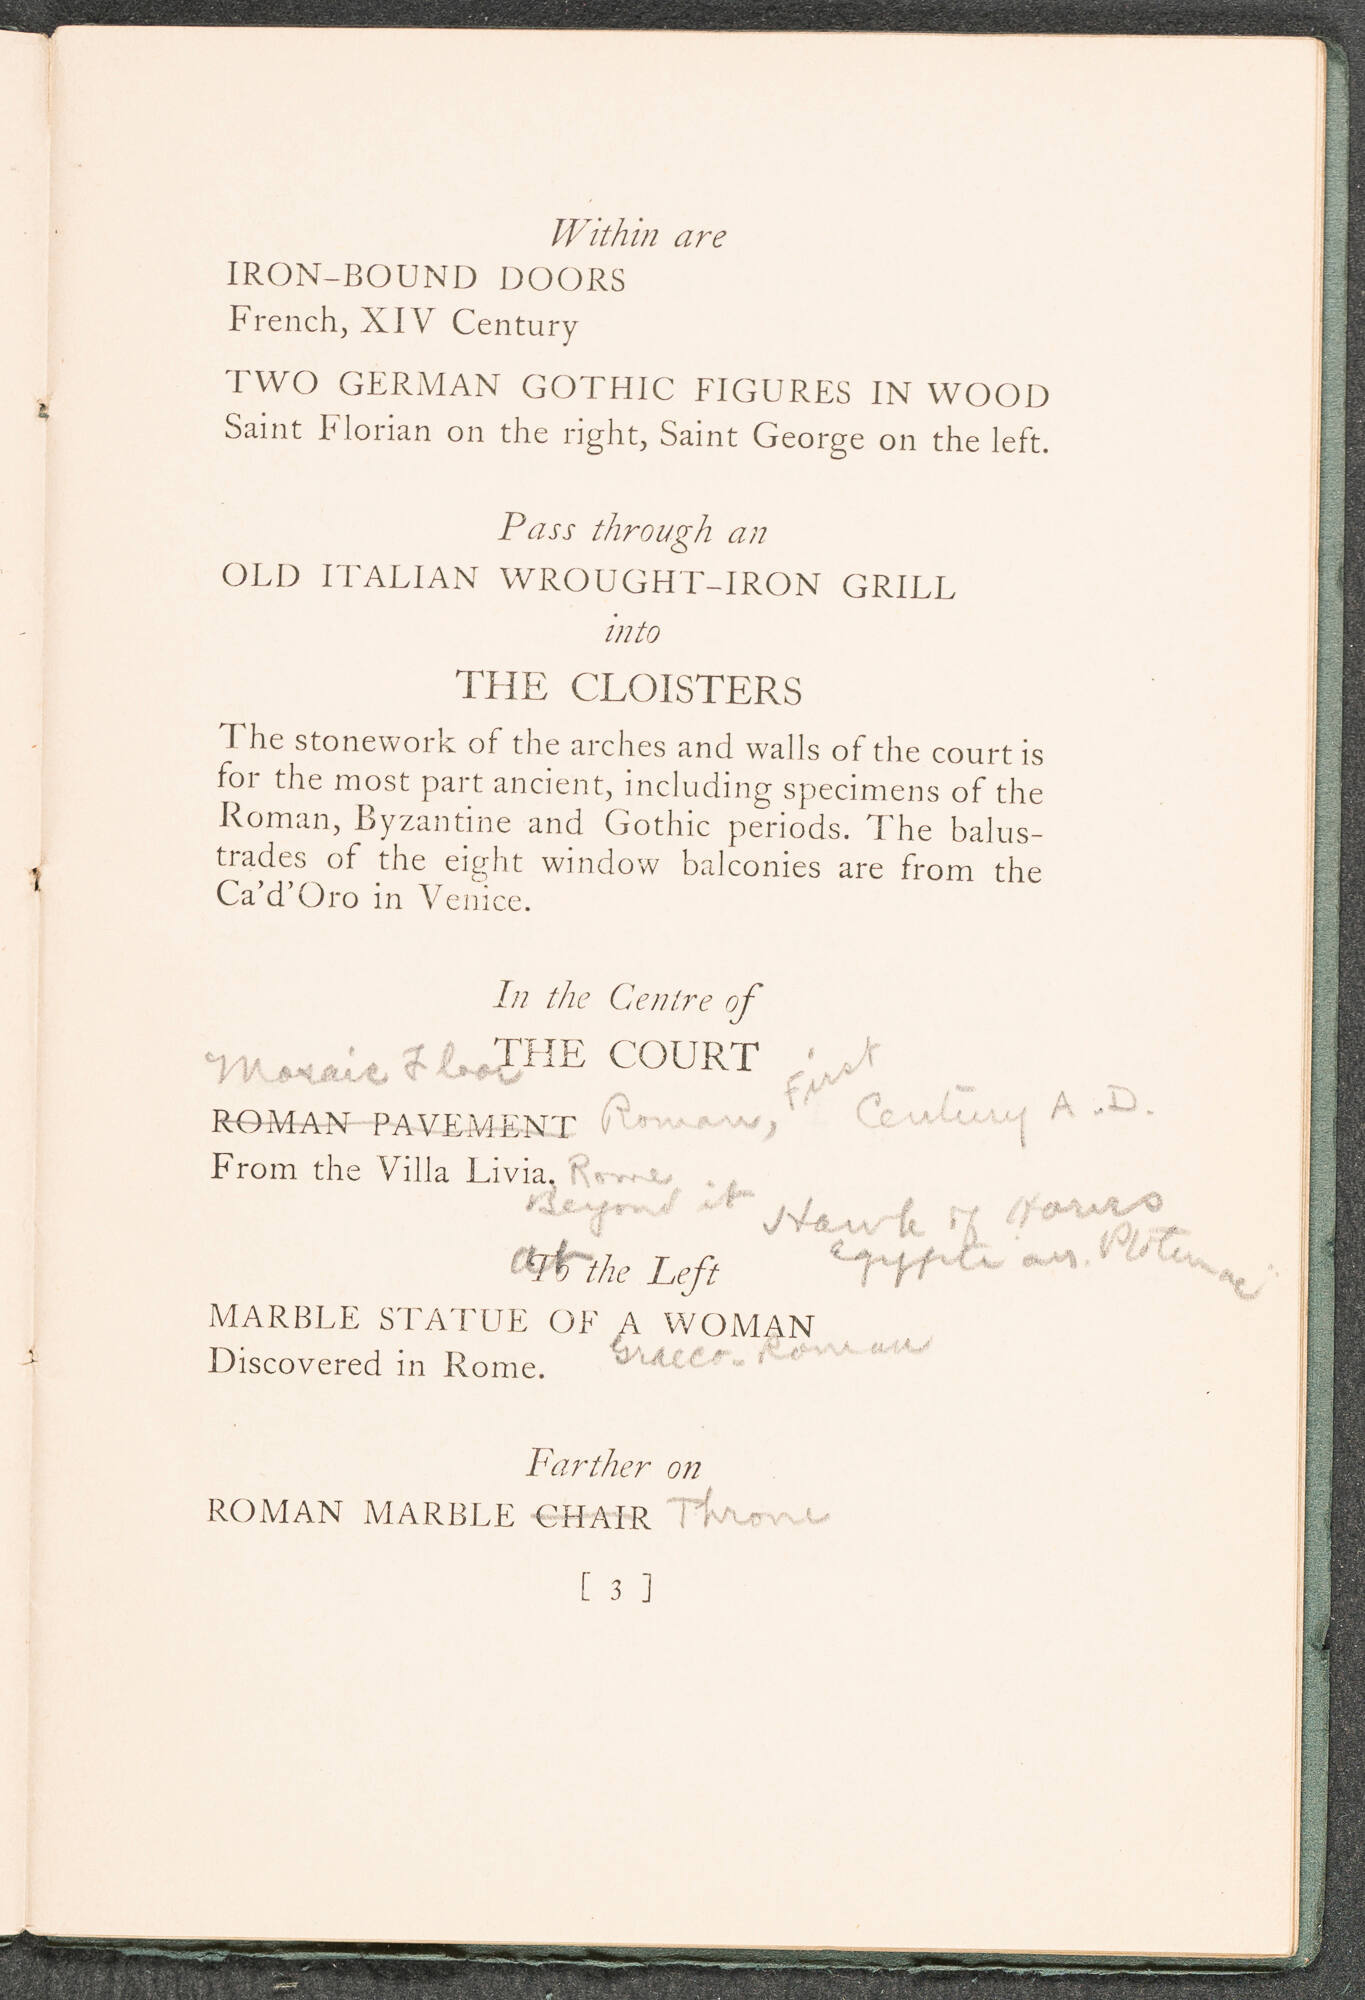 Within are
IRON-BOUND DOORS
French, XIV Century
TWO GERMAN GOTHIC FIGURES IN WOOD
Saint Florian on the right, Saint George on the left.
Pass through an
OLD ITALIAN WROUGHT-IRON GRILL
into
THE CLOISTERS
The stonework of the arches and walls of the court is
for the most part ancient, including specimens of the
Roman, Byzantine and Gothic periods. The balus-
trades of the eight window balconies are from the
Ca'd'Oro in Venice.
In the Centre of
THE COURT
Mosaic Floor
ROMAN PAVEMENT Roman, First Century A.D.
From the Villa Livia. Rome
Beyond it Hawk of Horus
Egyptian.
At To the Left
MARBLE STATUE OF A WOMAN
Discovered in Rome. Graeco-Roman
Farther on
ROMAN MARBLE CHAIR Throne
[ 3 ]